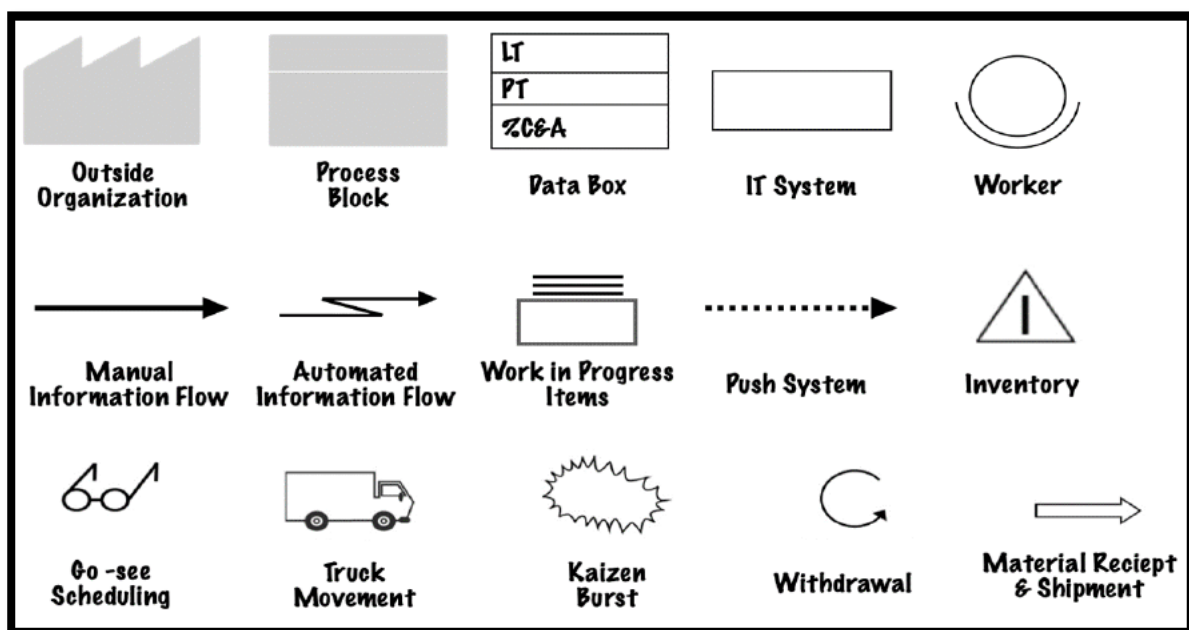 LT
PT
%C&A
Outside
Organization
Process
Block
Data Box
IT System
Worker
I
Manual
Information Flow
Automated
Information Flow
Work in Progress
Items
Push System
Inventory
Go -see
Scheduling
Truck
Movement
Kaizen
Burst
Withdrawal
Material Reciept
& Shipment